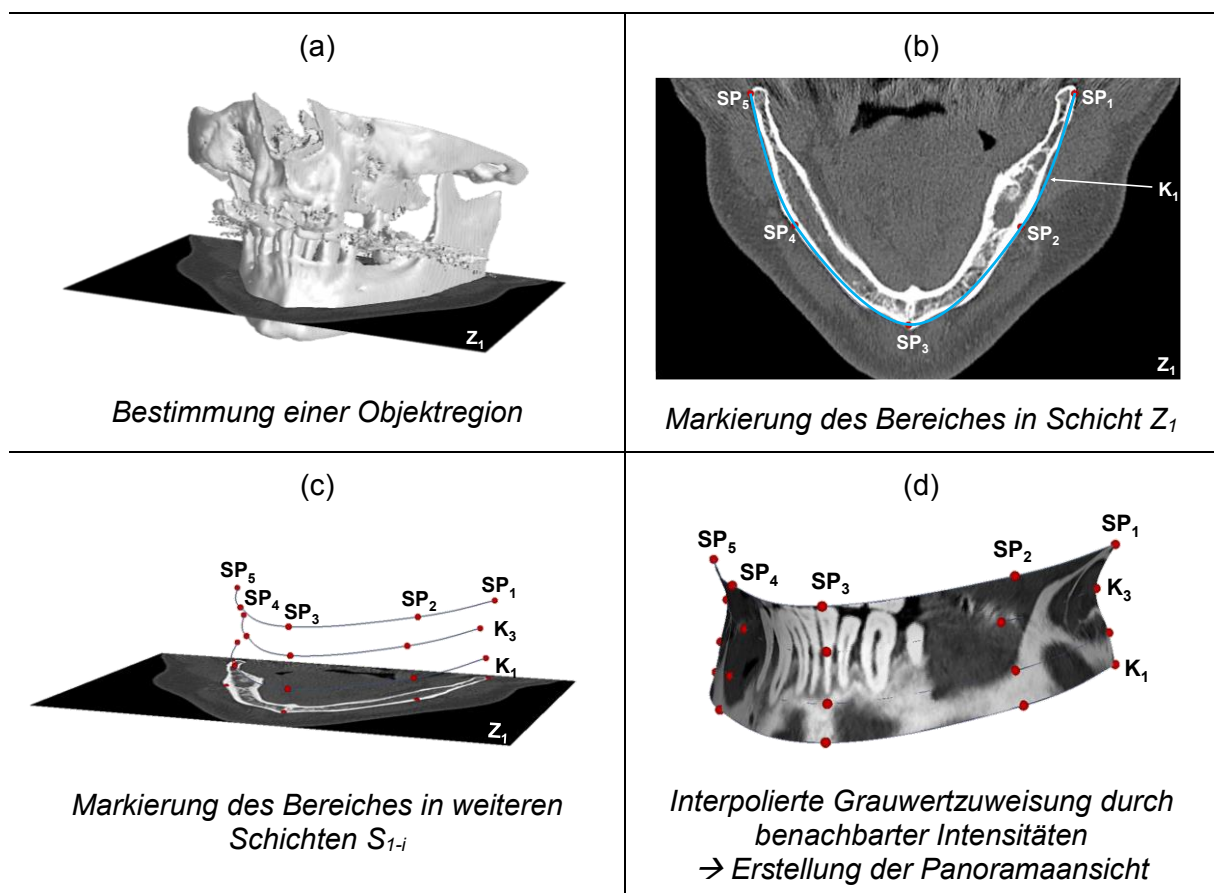 (a)
Z1
Bestimmung einer Objektregion
(b)
SP5
SP1
K1
SP4
SP2
SP3
Z1
Markierung des Bereiches in Schicht Z1
(c)
SP5
SP4
SP3
SP2
SP1
K3
K1
Z1
Markierung des Bereiches in weiteren
Schichten S1-i
(d)
SP5
SP4
SP3
SP2
SP1
K3
K1
Interpolierte Grauwertzuweisung durch
benachbarter Intensitäten
→ Erstellung der Panoramaansicht